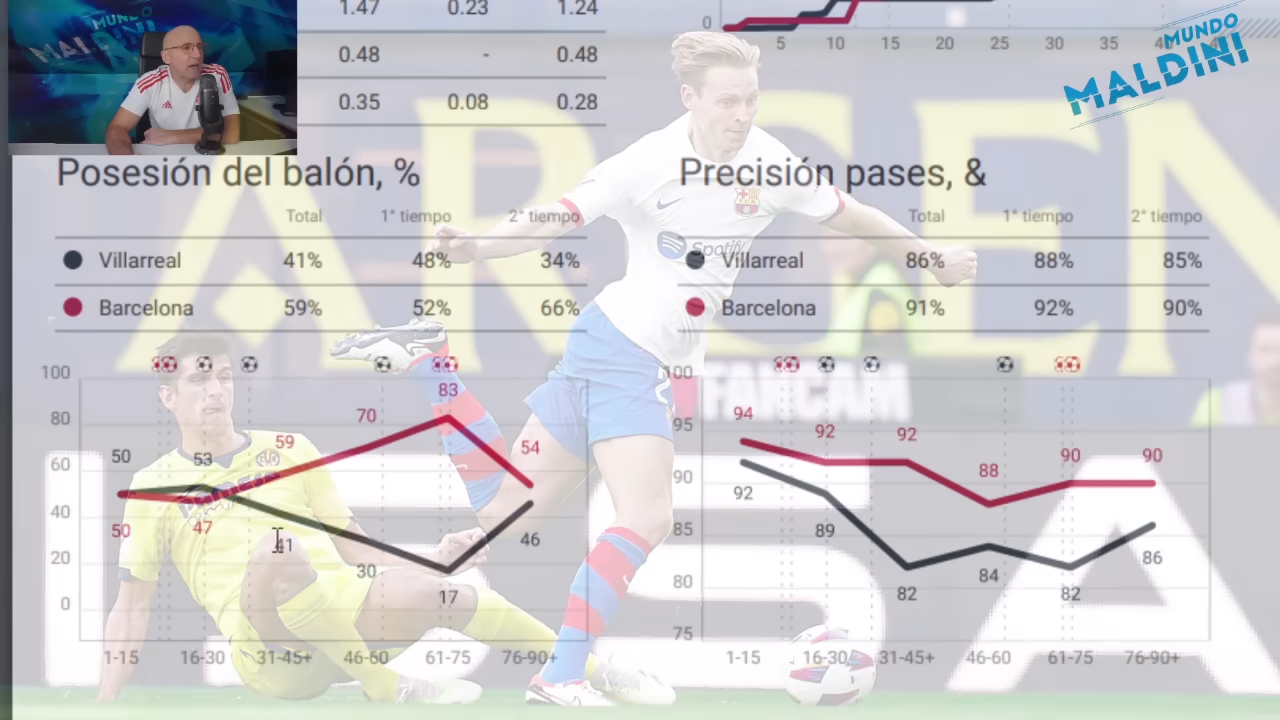 MUNDO
MALDINI
1.47 0.23 1.24
0.48 - 0.48
0.35 0.08 0.28
0
5 10 15 20 25 30 35 40
MUNDO
MALDINI
Posesión del balón, %
Total 1° tiempo 2° tiempo
Villarreal 41% 48% 34%
Barcelona 59% 52% 66%
100
80
60
40
20
0
50 53 59 70 83 54
50 47 41 30 17 46
1-15 16-30 31-45+ 46-60 61-75 76-90+
Precisión pases, &
Total 1° tiempo 2° tiempo
Villarreal 86% 88% 85%
Barcelona 91% 92% 90%
100
95
90
85
80
75
94 92 92 88 90 90
92 89 82 84 82 86
1-15 16-30 31-45+ 46-60 61-75 76-90+
Spotify